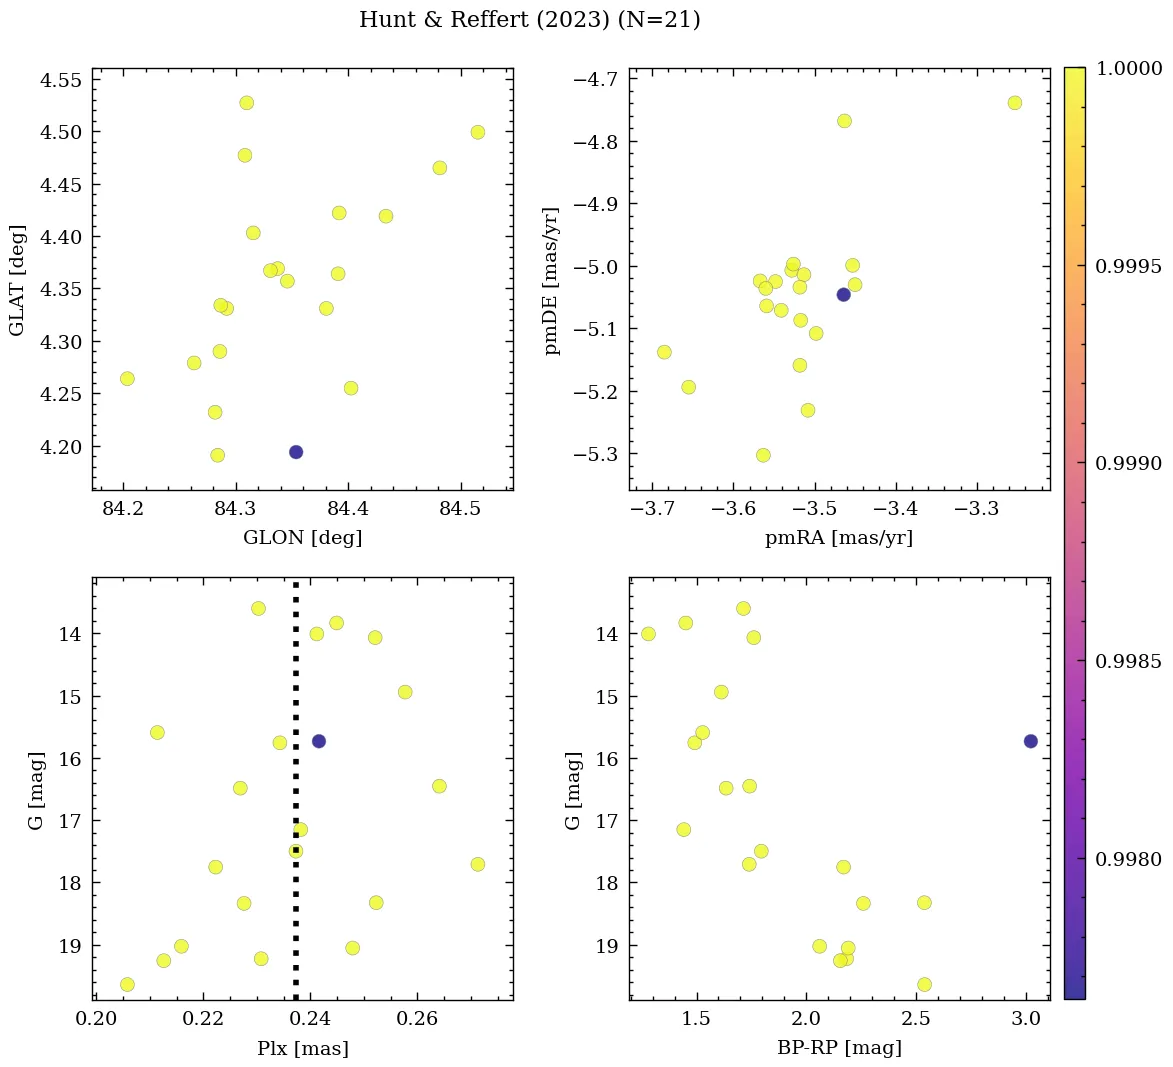 Hunt & Reffert (2023) (N=21)
4.55
4.50
4.45
4.40
4.35
4.30
4.25
4.20
GLAT [deg]
84.2 84.3 84.4 84.5
GLON [deg]
−4.7
−4.8
−4.9
−5.0
−5.1
−5.2
−5.3
pmDE [mas/yr]
−3.7 −3.6 −3.5 −3.4 −3.3
pmRA [mas/yr]
1.0000
0.9995
0.9990
0.9985
0.9980
14
15
16
17
18
19
G [mag]
0.20 0.22 0.24 0.26
Plx [mas]
14
15
16
17
18
19
G [mag]
1.5 2.0 2.5 3.0
BP-RP [mag]